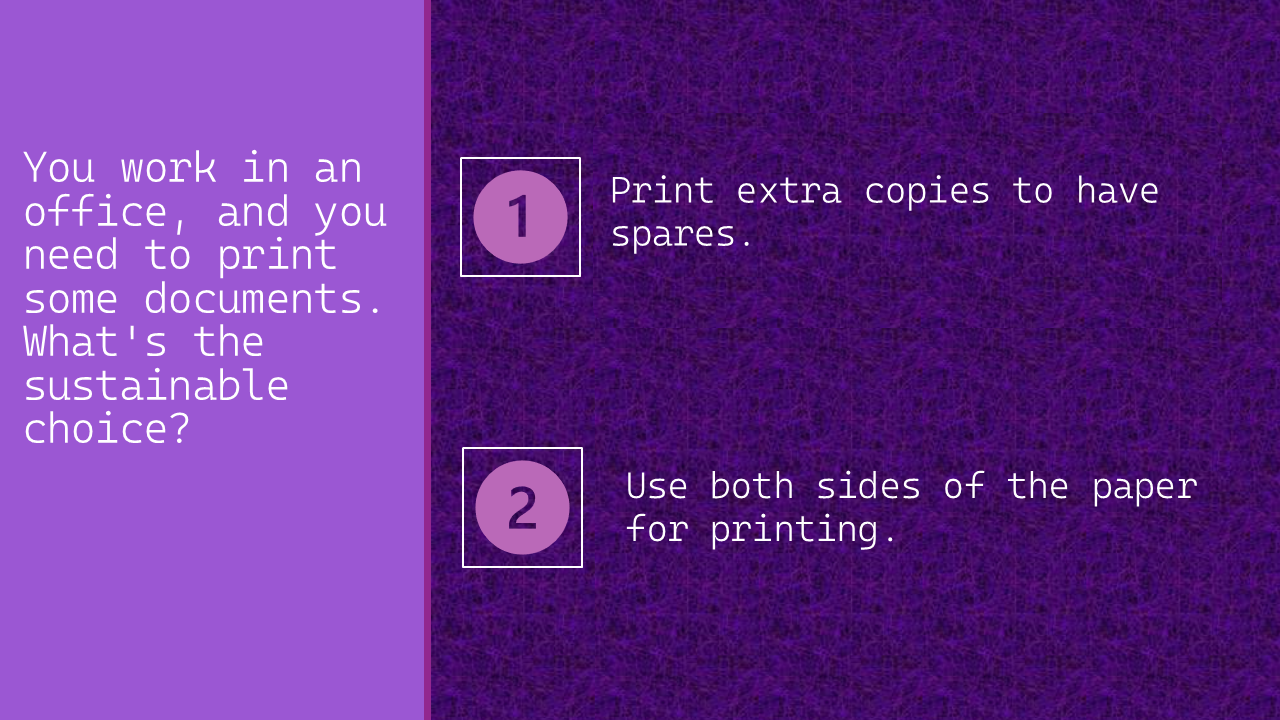 You work in an
office, and you
need to print
some documents.
What's the
sustainable
choice?
1
Print extra copies to have
spares.
2
Use both sides of the paper
for printing.